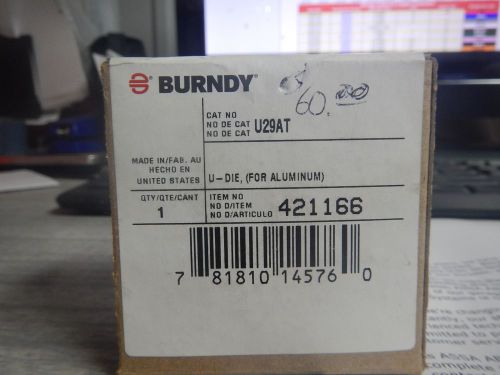 BURNDY®
60.00
CAT NO
NO DE CAT U29AT
NO DE CAT
MADE IN/FAB. AU
HECHO EN
UNITED STATES
U-DIE, (FOR ALUMINUM)
QTY/QTE/CANT
1
ITEM NO
NO D/ITEM 421166
NO D/ARTICULO
7 81810 14576 0
ASSA A